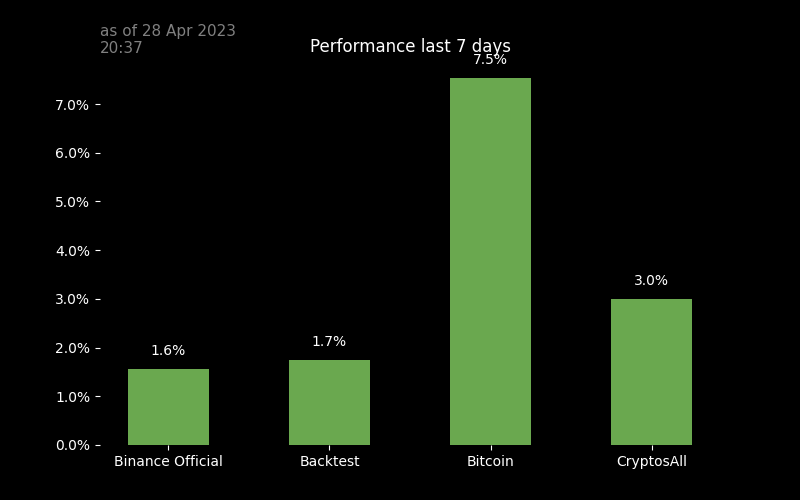 as of 28 Apr 2023
20:37
Performance last 7 days
7.5%
7.0%
6.0%
5.0%
4.0%
3.0%
3.0%
2.0%
1.6%
1.7%
1.0%
0.0%
Binance Official
Backtest
Bitcoin
CryptosAll